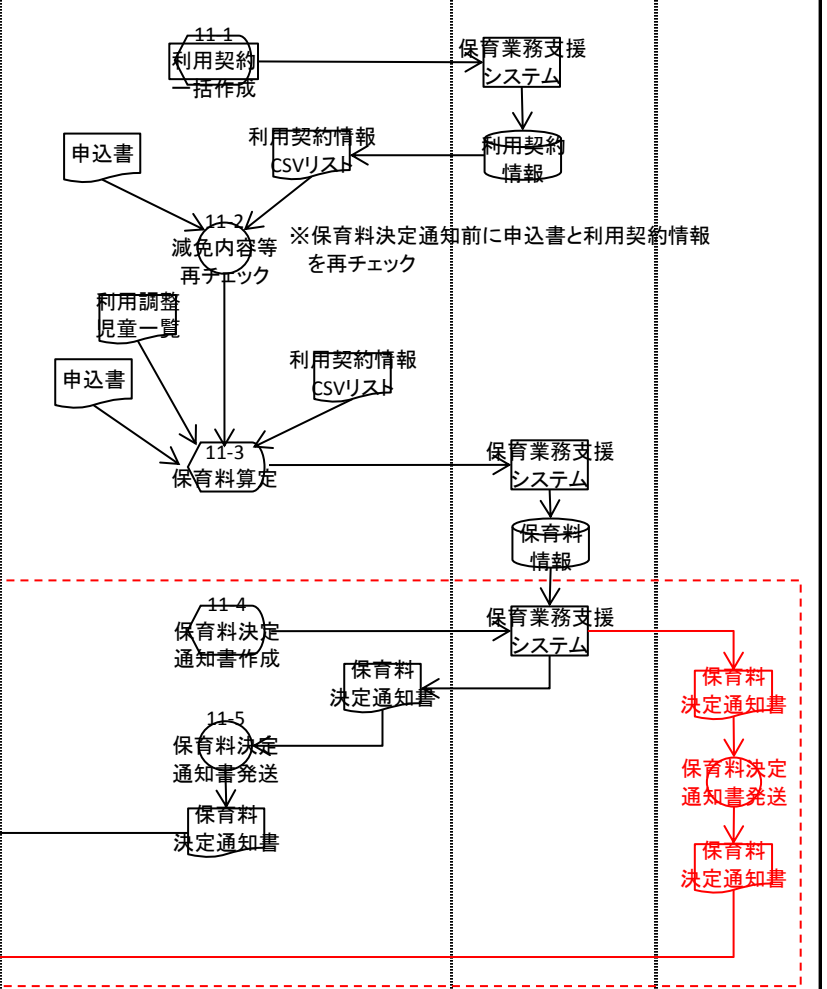 11-1
利用契約
一括作成
保育業務支援
システム
利用契約
情報
利用契約情報
CSVリスト
申込書
11-2
減免内容等
再チェック
※保育料決定通知前に申込書と利用契約情報
を再チェック
利用調整
児童一覧
申込書
利用契約情報
CSVリスト
11-3
保育料算定
保育業務支援
システム
保育料
情報
11-4
保育料決定
通知書作成
保育業務支援
システム
保育料
決定通知書
保育料
決定通知書
11-5
保育料決定
通知書発送
保育料決定
通知書発送
保育料
決定通知書
保育料
決定通知書